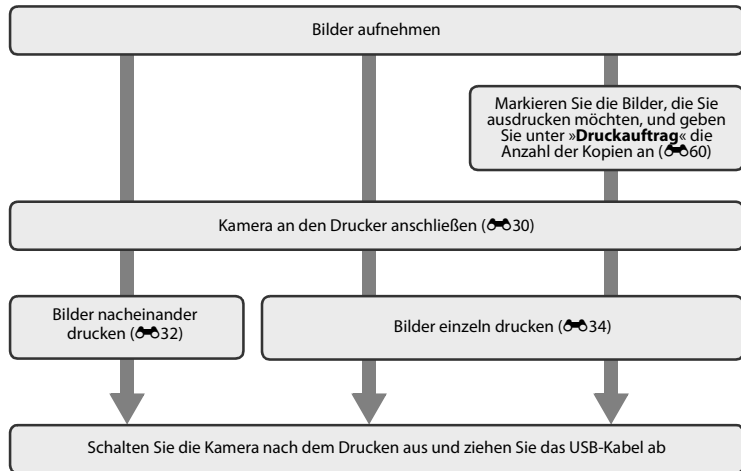 Bilder aufnehmen
Markieren Sie die Bilder, die Sie
ausdrucken möchten, und geben
Sie unter »Druckauftrag« die
Anzahl der Kopien an (60)
Kamera an den Drucker anschließen (30)
Bilder nacheinander
drucken (32)
Bilder einzeln drucken (34)
Schalten Sie die Kamera nach dem Drucken aus und ziehen Sie das USB-Kabel ab